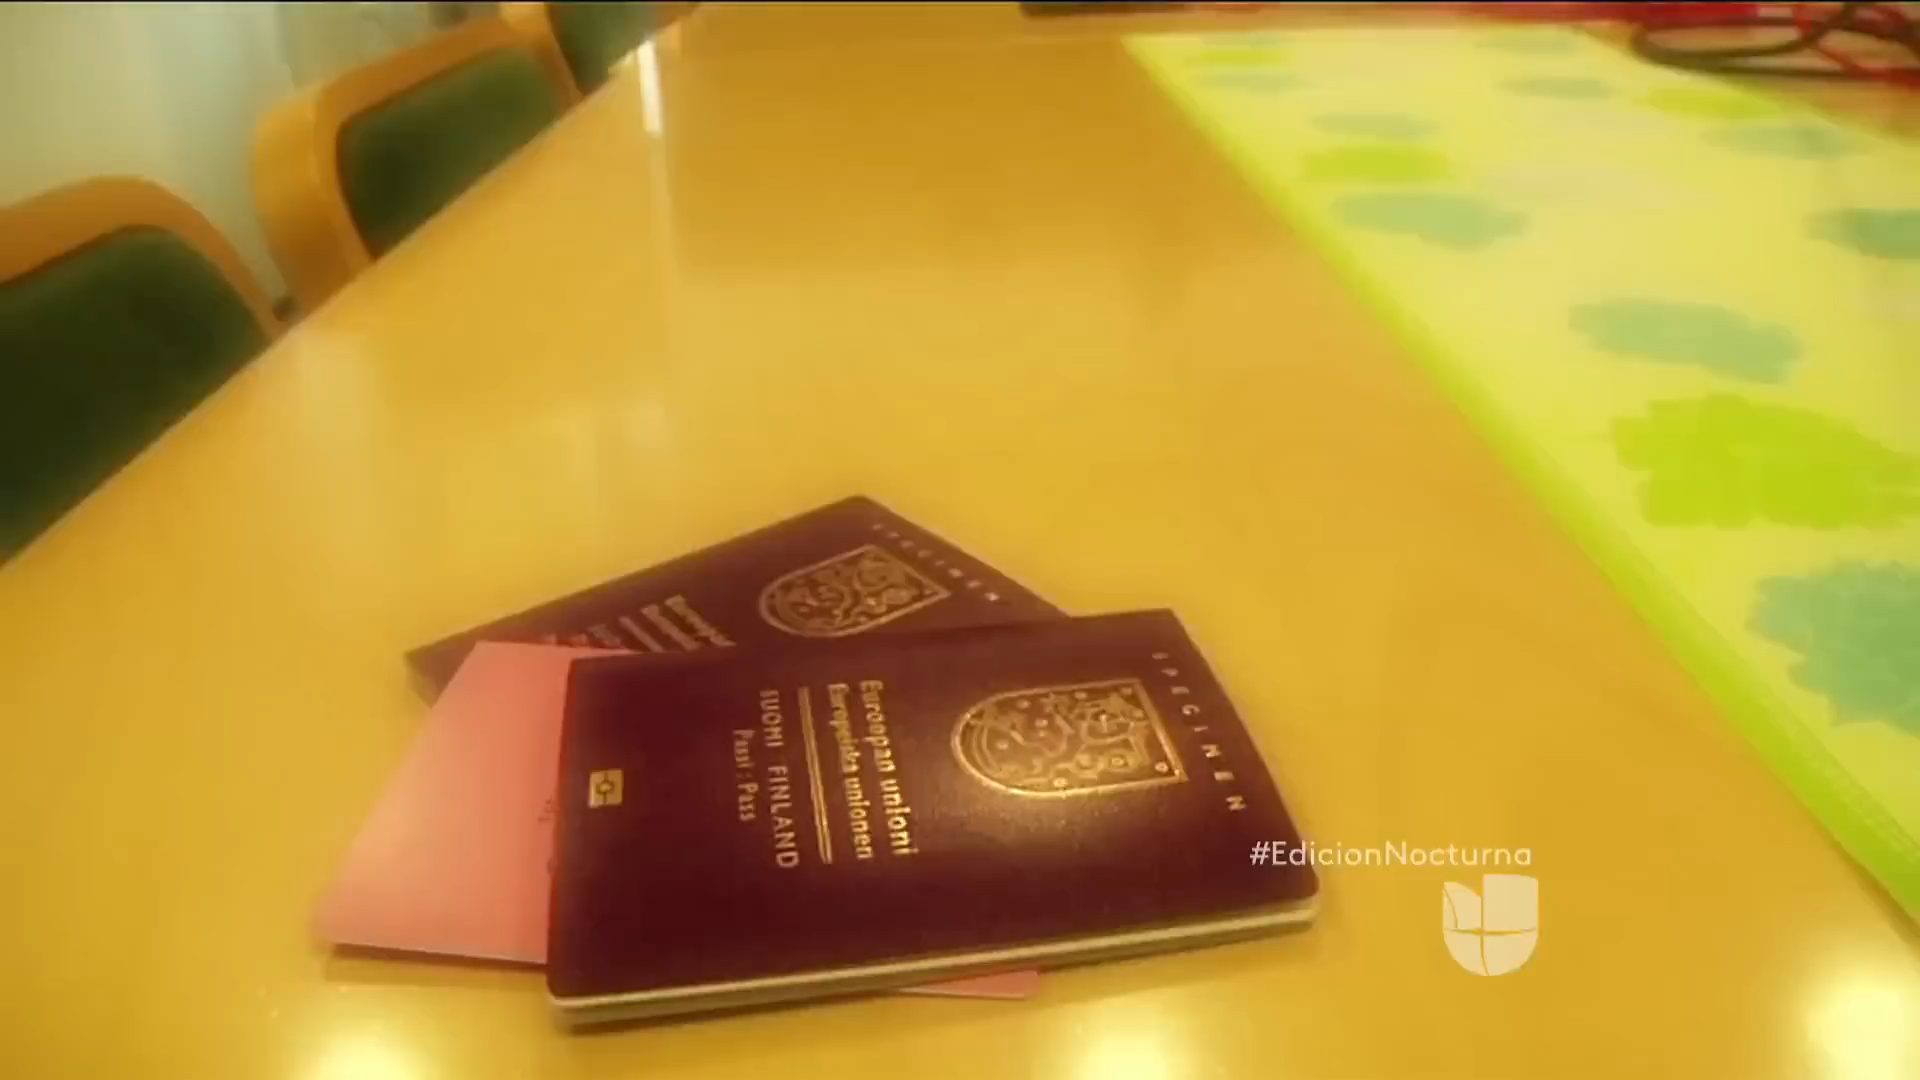 SPECIMEN
SPECIMEN
Euroopan unioni
Europeiska unionen
SUOMI FINLAND
Passi : Pass
#EdicionNocturna